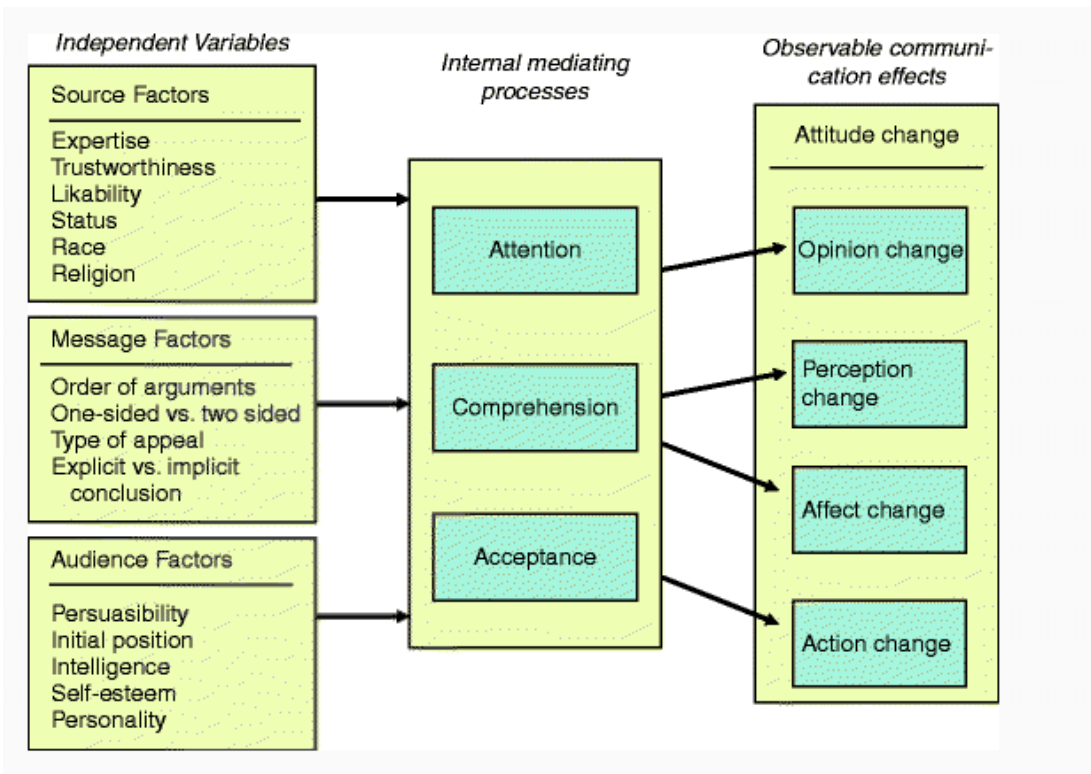 Independent Variables
Source Factors
Expertise
Trustworthiness
Likability
Status
Race
Religion
Message Factors
Order of arguments
One-sided vs. two sided
Type of appeal
Explicit vs. implicit
conclusion
Audience Factors
Persuasibility
Initial position
Intelligence
Self-esteem
Personality
Internal mediating
processes
Attention
Comprehension
Acceptance
Observable communi-
cation effects
Attitude change
Opinion change
Perception
change
Affect change
Action change